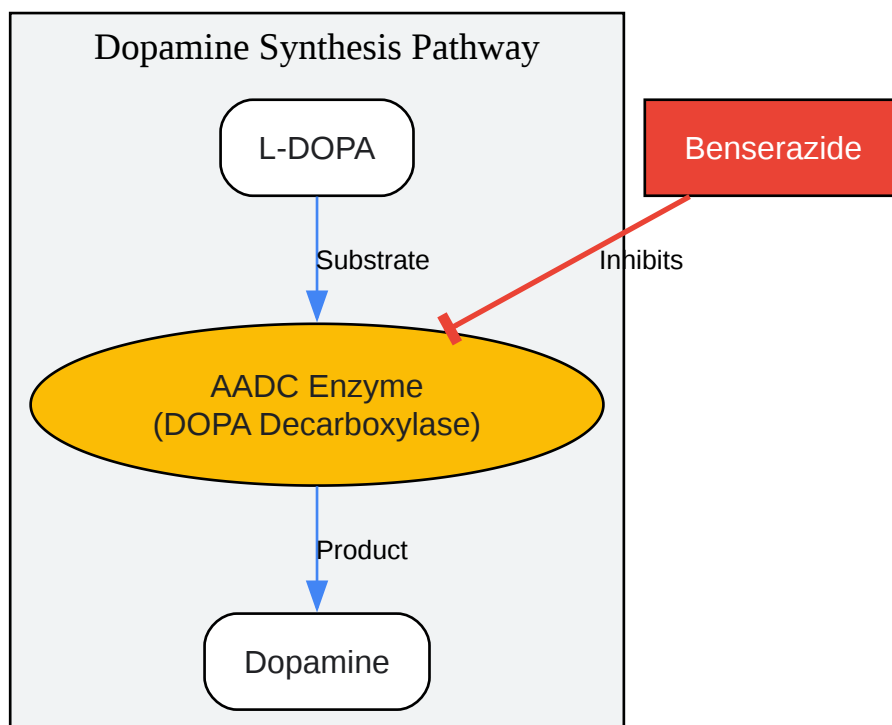 Dopamine Synthesis Pathway
L-DOPA
Benserazide
Substrate
Inhibits
AADC Enzyme
(DOPA Decarboxylase)
Product
Dopamine